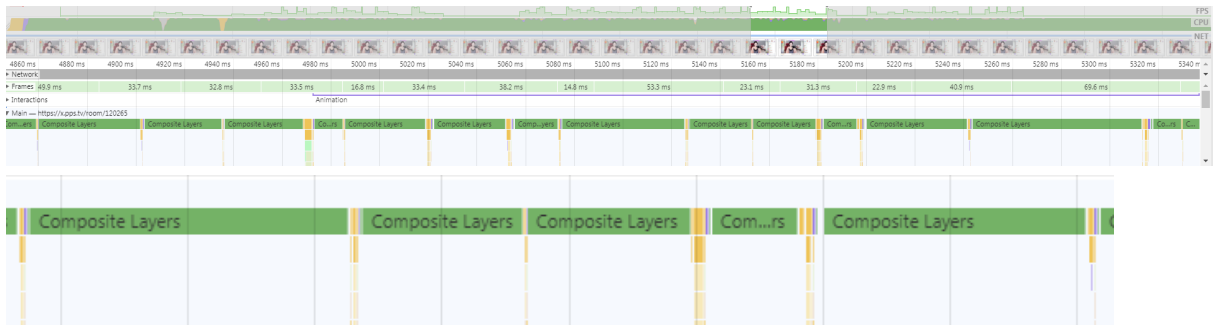 FPS
CPU
NET
4860 ms 4880 ms 4900 ms 4920 ms 4940 ms 4960 ms 4980 ms 5000 ms 5020 ms 5040 ms 5060 ms 5080 ms 5100 ms 5120 ms 5140 ms 5160 ms 5180 ms 5200 ms 5220 ms 5240 ms 5260 ms 5280 ms 5300 ms 5320 ms 5340 m
Network
Frames 49.9 ms 33.7 ms 32.8 ms 33.5 ms 16.8 ms 33.4 ms 38.2 ms 14.8 ms 53.3 ms 23.1 ms 31.3 ms 22.9 ms 40.9 ms 69.6 ms
Interactions Animation
Main — https://x.pps.tv/room/120265
Com...ers Composite Layers Composite Layers Composite Layers Co...rs Composite Layers Composite Layers Comp...yers Composite Layers Composite Layers Composite Layers Com...rs Composite Layers Composite Layers Co...rs C...
Composite Layers Composite Layers Composite Layers Com...rs Composite Layers